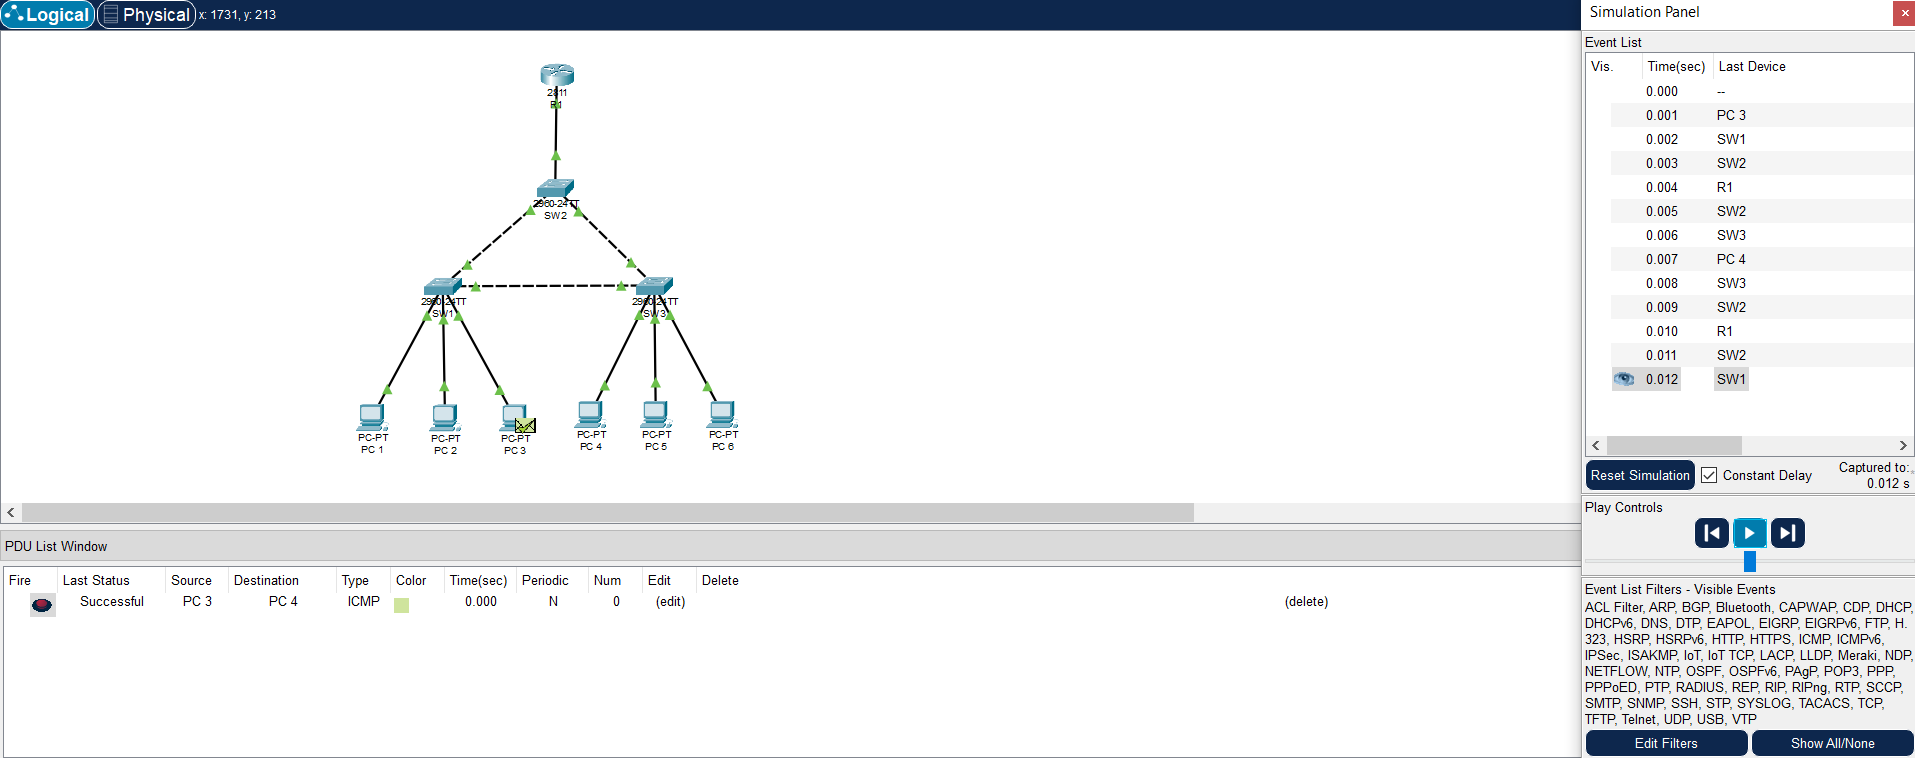 Logical Physical x: 1731, y: 213
2811
R1
2960-24TT
SW2
2960-24TT
SW1
2960-24TT
SW3
PC-PT
PC 1
PC-PT
PC 2
PC-PT
PC 3
PC-PT
PC 4
PC-PT
PC 5
PC-PT
PC 6
PDU List Window
Fire Last Status Source Destination Type Color Time(sec) Periodic Num Edit Delete
Successful PC 3 PC 4 ICMP 0.000 N 0 (edit) (delete)
Simulation Panel
Event List
Vis. Time(sec) Last Device
0.000 --
0.001 PC 3
0.002 SW1
0.003 SW2
0.004 R1
0.005 SW2
0.006 SW3
0.007 PC 4
0.008 SW3
0.009 SW2
0.010 R1
0.011 SW2
0.012 SW1
Reset Simulation Constant Delay Captured to:
0.012 s
Play Controls
Event List Filters - Visible Events
ACL Filter, ARP, BGP, Bluetooth, CAPWAP, CDP, DHCP,
DHCPv6, DNS, DTP, EAPOL, EIGRP, EIGRPv6, FTP, H.
323, HSRP, HSRPv6, HTTP, HTTPS, ICMP, ICMPv6,
IPSec, ISAKMP, IoT, IoT TCP, LACP, LLDP, Meraki, NDP,
NETFLOW, NTP, OSPF, OSPFv6, PAgP, POP3, PPP,
PPPoED, PTP, RADIUS, REP, RIP, RIPng, RTP, SCCP,
SMTP, SNMP, SSH, STP, SYSLOG, TACACS, TCP,
TFTP, Telnet, UDP, USB, VTP
Edit Filters Show All/None